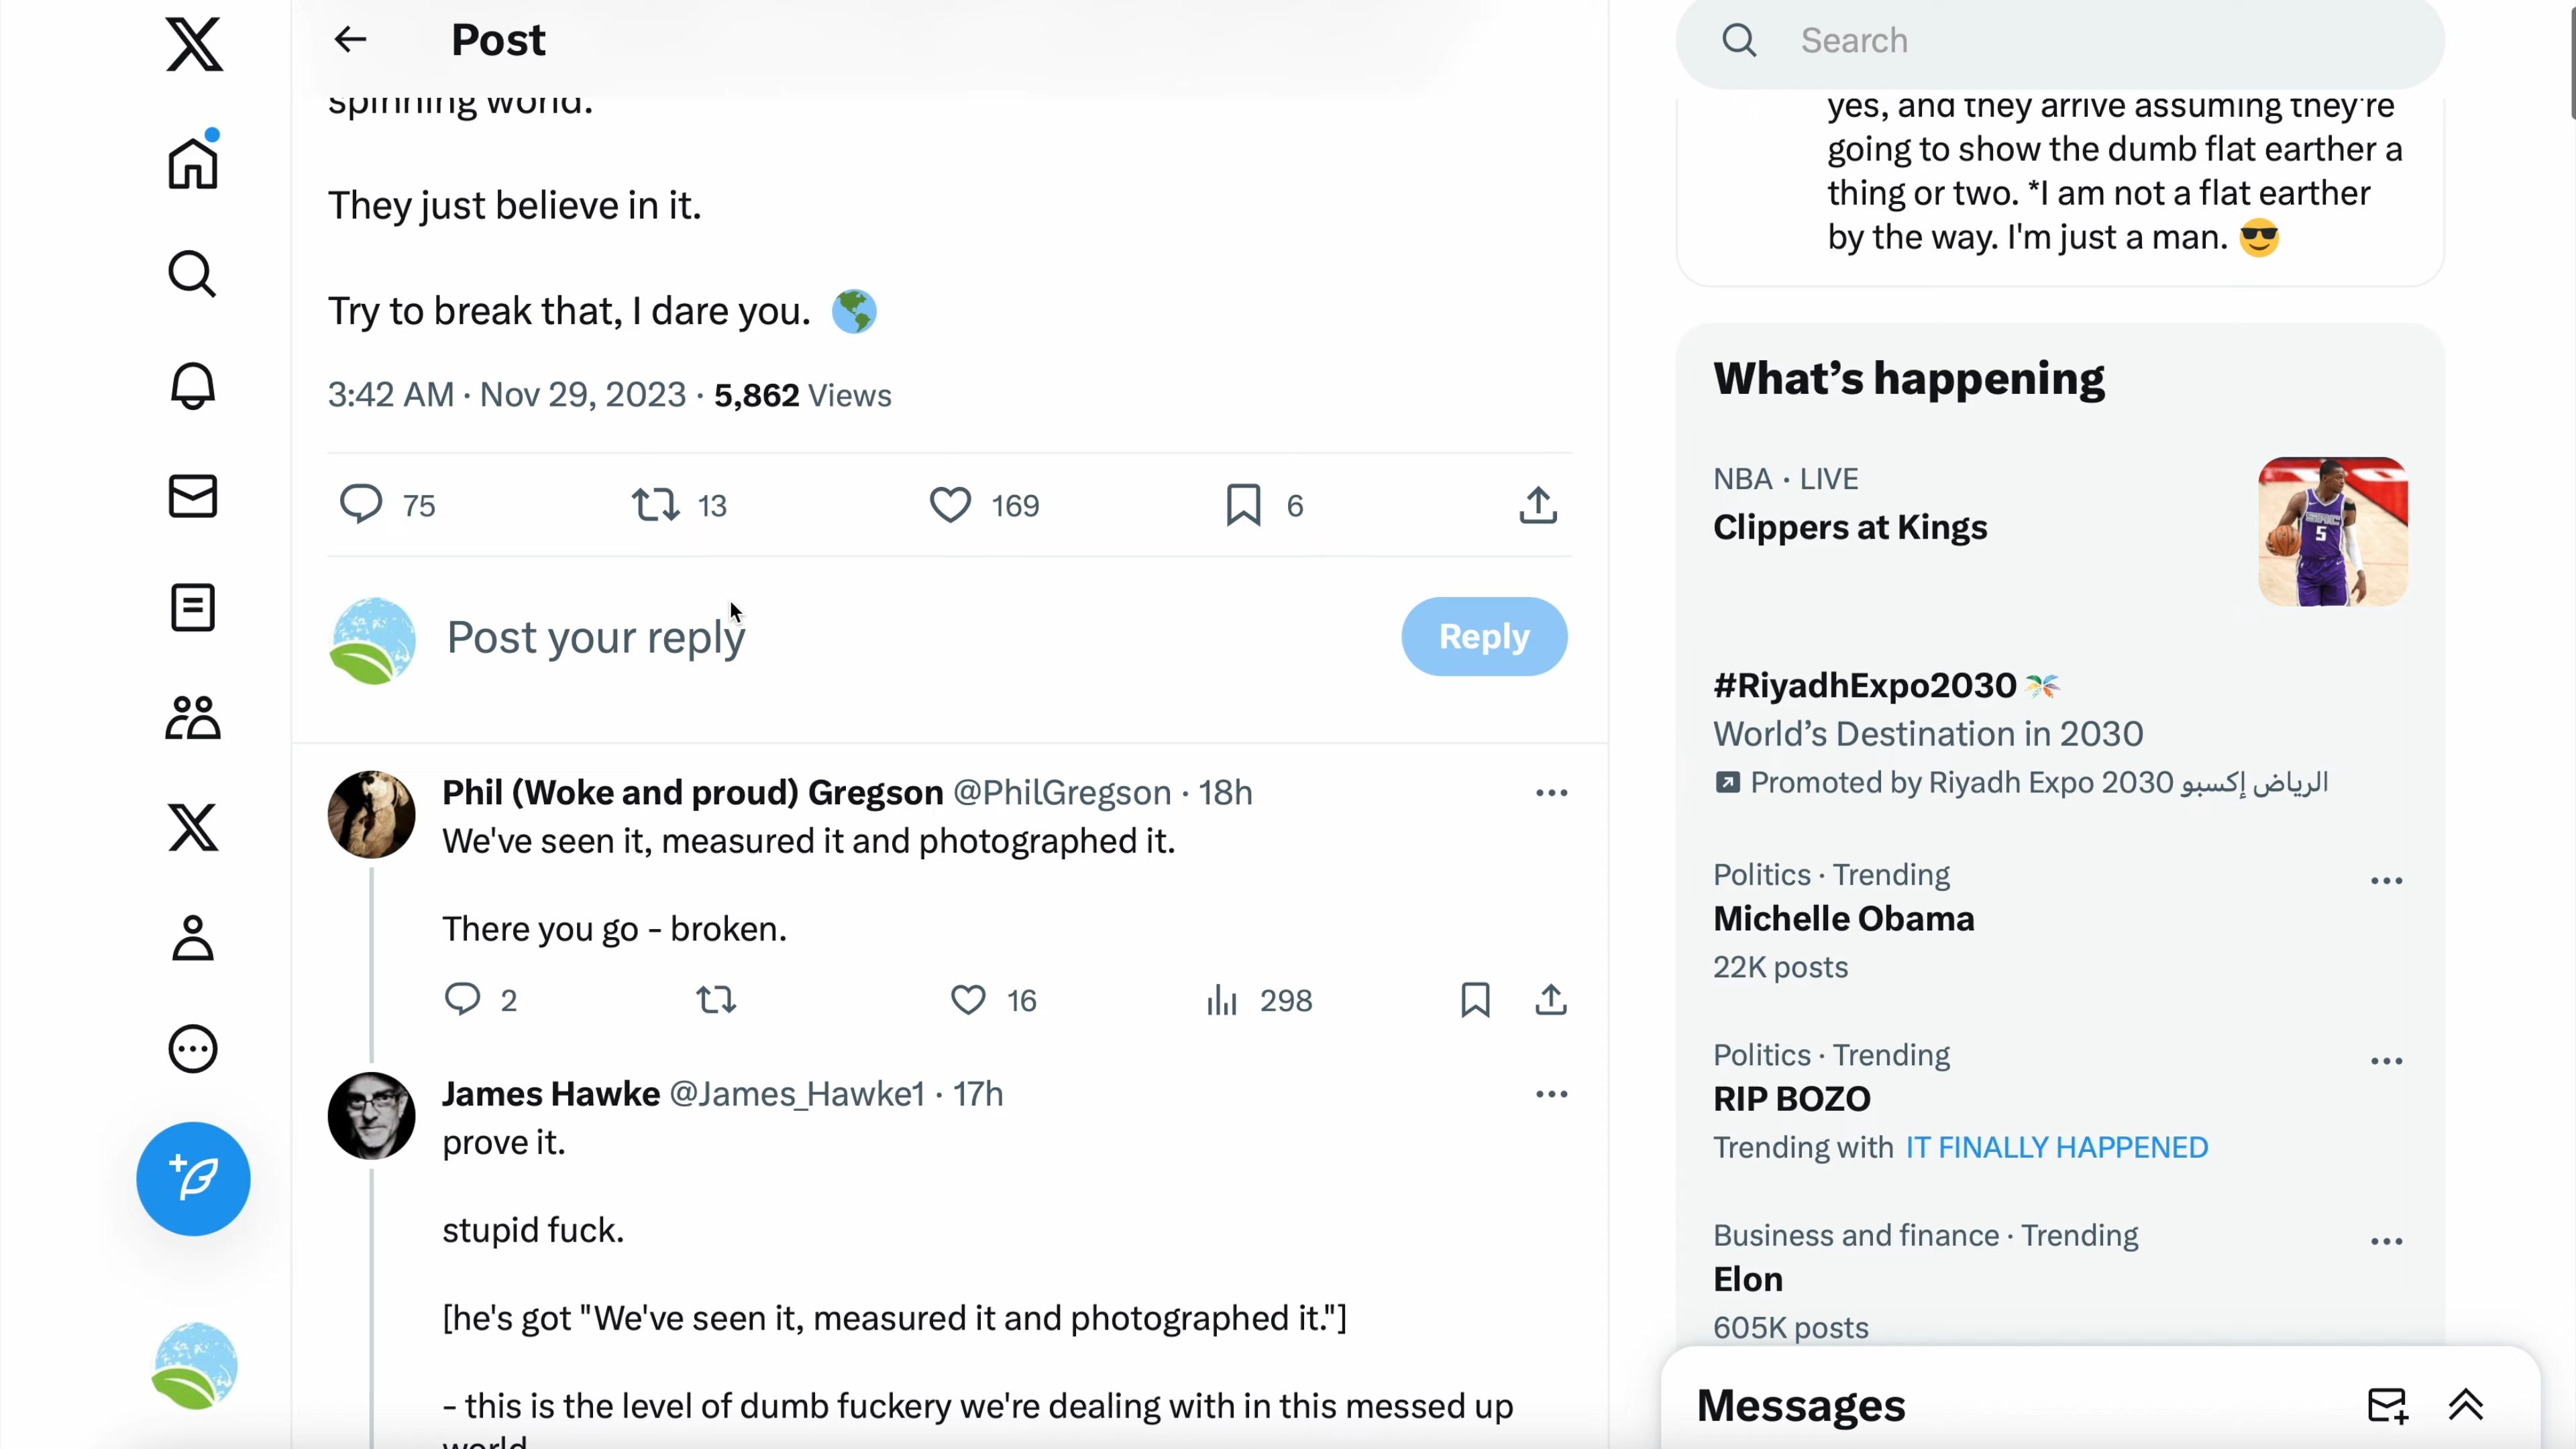 Post
spinning world.
They just believe in it.
Try to break that, I dare you.
3:42 AM · Nov 29, 2023 · 5,862 Views
75 13 169 6
Post your reply
Reply
Phil (Woke and proud) Gregson @PhilGregson · 18h
We've seen it, measured it and photographed it.
There you go - broken.
2 16 298
James Hawke @James_Hawke1 · 17h
prove it.
stupid fuck.
[he's got "We've seen it, measured it and photographed it."]
- this is the level of dumb fuckery we're dealing with in this messed up
world
Search
yes, and they arrive assuming they're
going to show the dumb flat earther a
thing or two. *I am not a flat earther
by the way. I'm just a man.
What's happening
NBA · LIVE
Clippers at Kings
5
#RiyadhExpo2030
World's Destination in 2030
Promoted by Riyadh Expo 2030 الرياض إكسبو
Politics · Trending
Michelle Obama
22K posts
Politics · Trending
RIP BOZO
Trending with IT FINALLY HAPPENED
Business and finance · Trending
Elon
605K posts
Messages